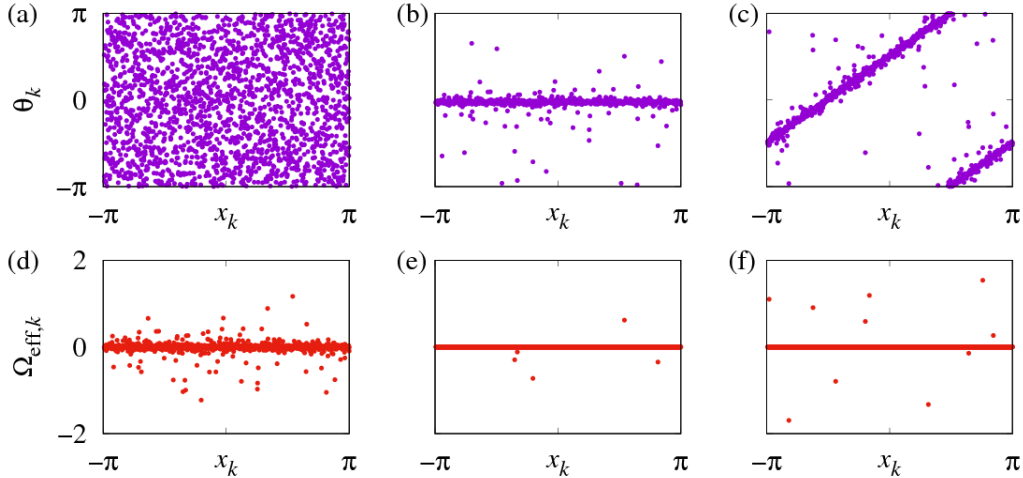 (a) (b) (c)
π
θk
0
−π
−π xk π −π xk π −π xk π
(d) (e) (f)
2
Ωeff,k
0
−2
−π xk π −π xk π −π xk π